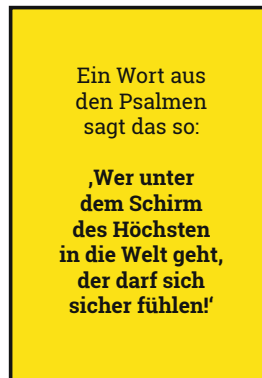 Ein Wort aus
den Psalmen
sagt das so:
‚Wer unter
dem Schirm
des Höchsten
in die Welt geht,
der darf sich
sicher fühlen!‘